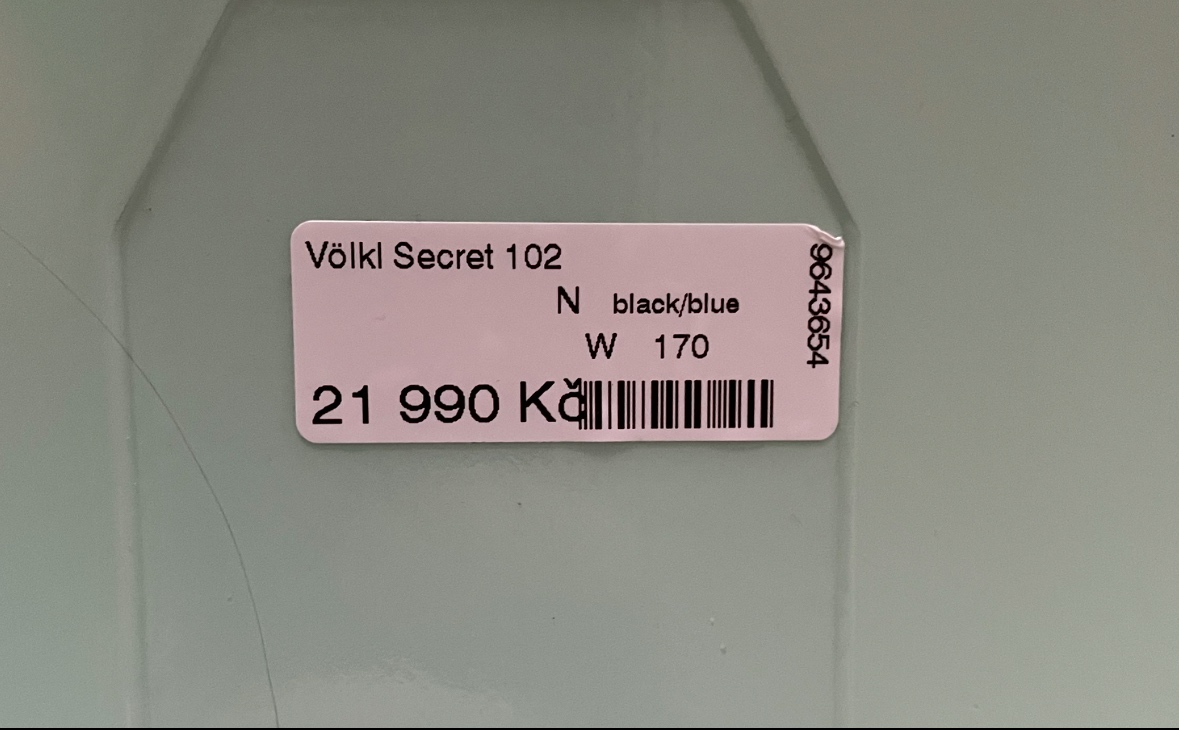 Völkl Secret 102
N black/blue
W 170
21 990 Kč
9643654